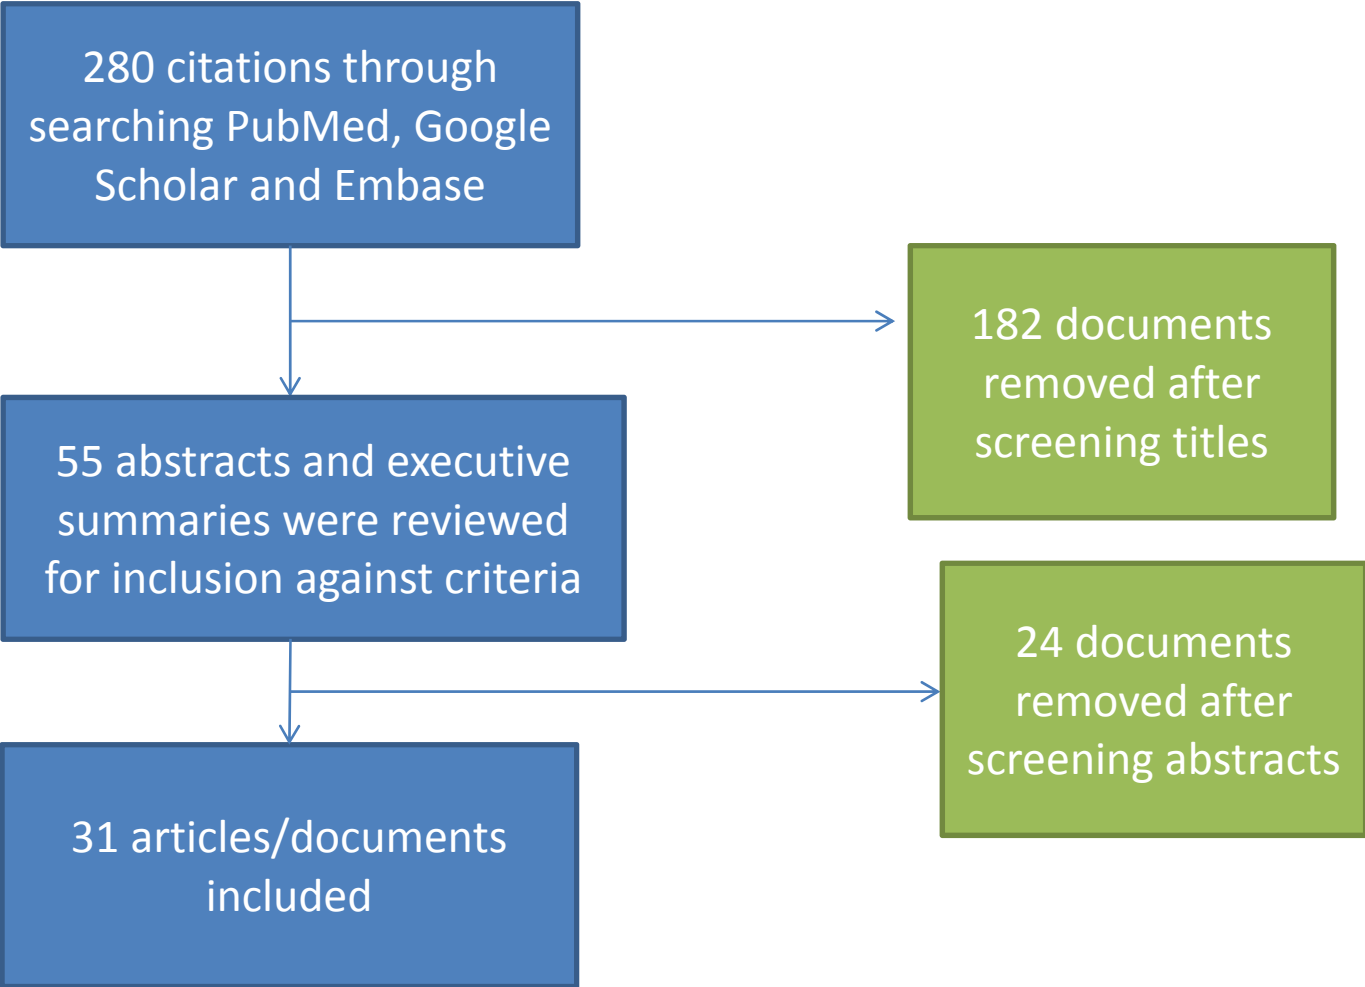 280 citations through
searching PubMed, Google
Scholar and Embase
182 documents
removed after
screening titles
55 abstracts and executive
summaries were reviewed
for inclusion against criteria
24 documents
removed after
screening abstracts
31 articles/documents
included